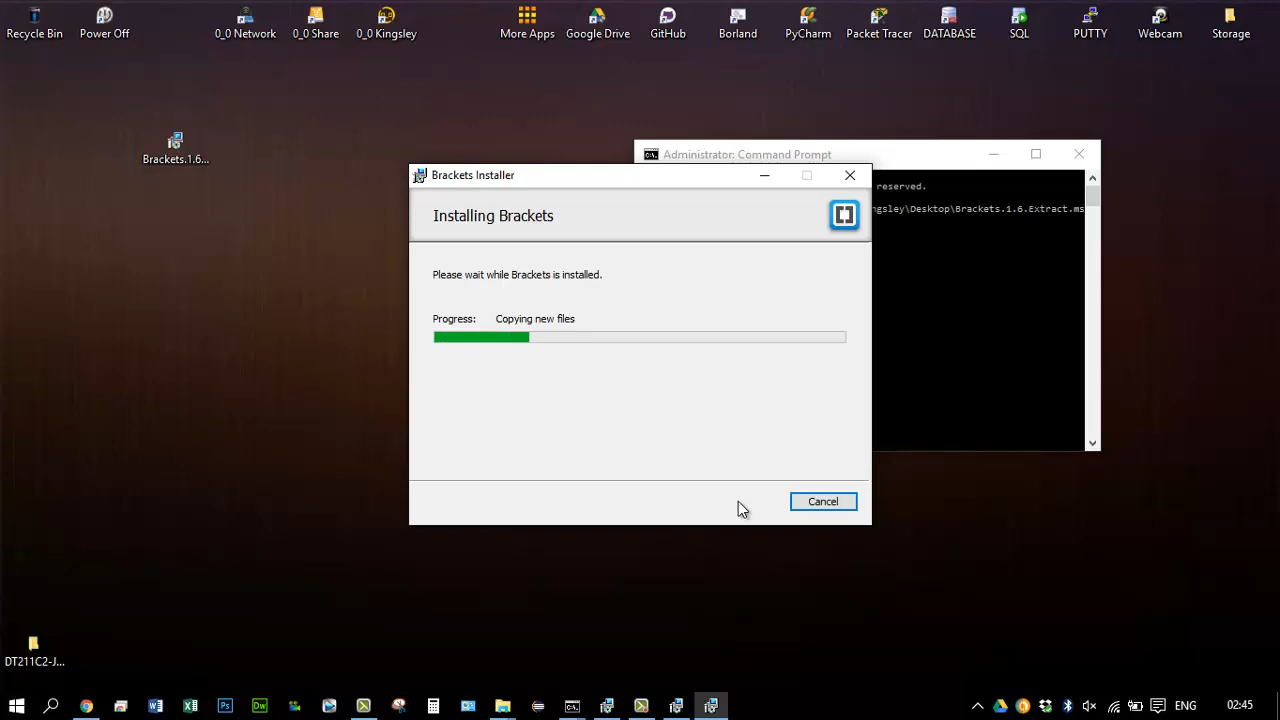 Recycle Bin
Power Off
0_0 Network
0_0 Share
0_0 Kingsley
More Apps
Google Drive
GitHub
Borland
PyCharm
Packet Tracer
DATABASE
SQL
PUTTY
Webcam
Storage
Brackets.1.6...
Administrator: Command Prompt
reserved.
ngsley\Desktop\Brackets.1.6.Extract.ms
Brackets Installer
Installing Brackets
Please wait while Brackets is installed.
Progress: Copying new files
Cancel
DT211C2-J...
ENG
02:45